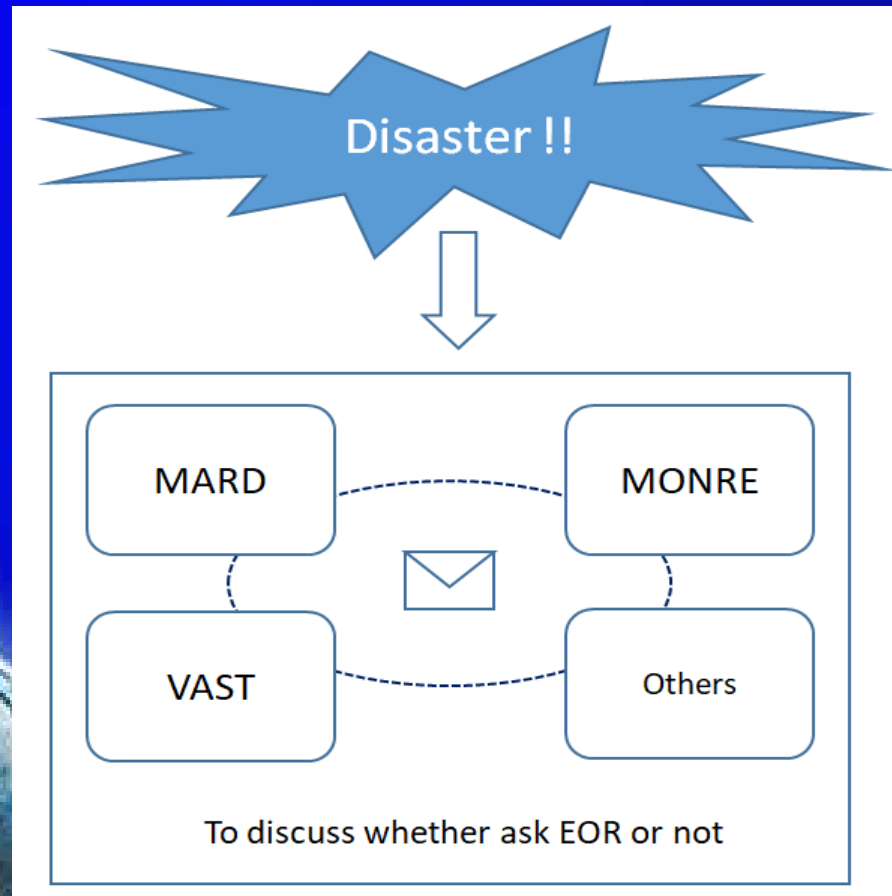 Disaster !!
MARD
MONRE
VAST
Others
To discuss whether ask EOR or not